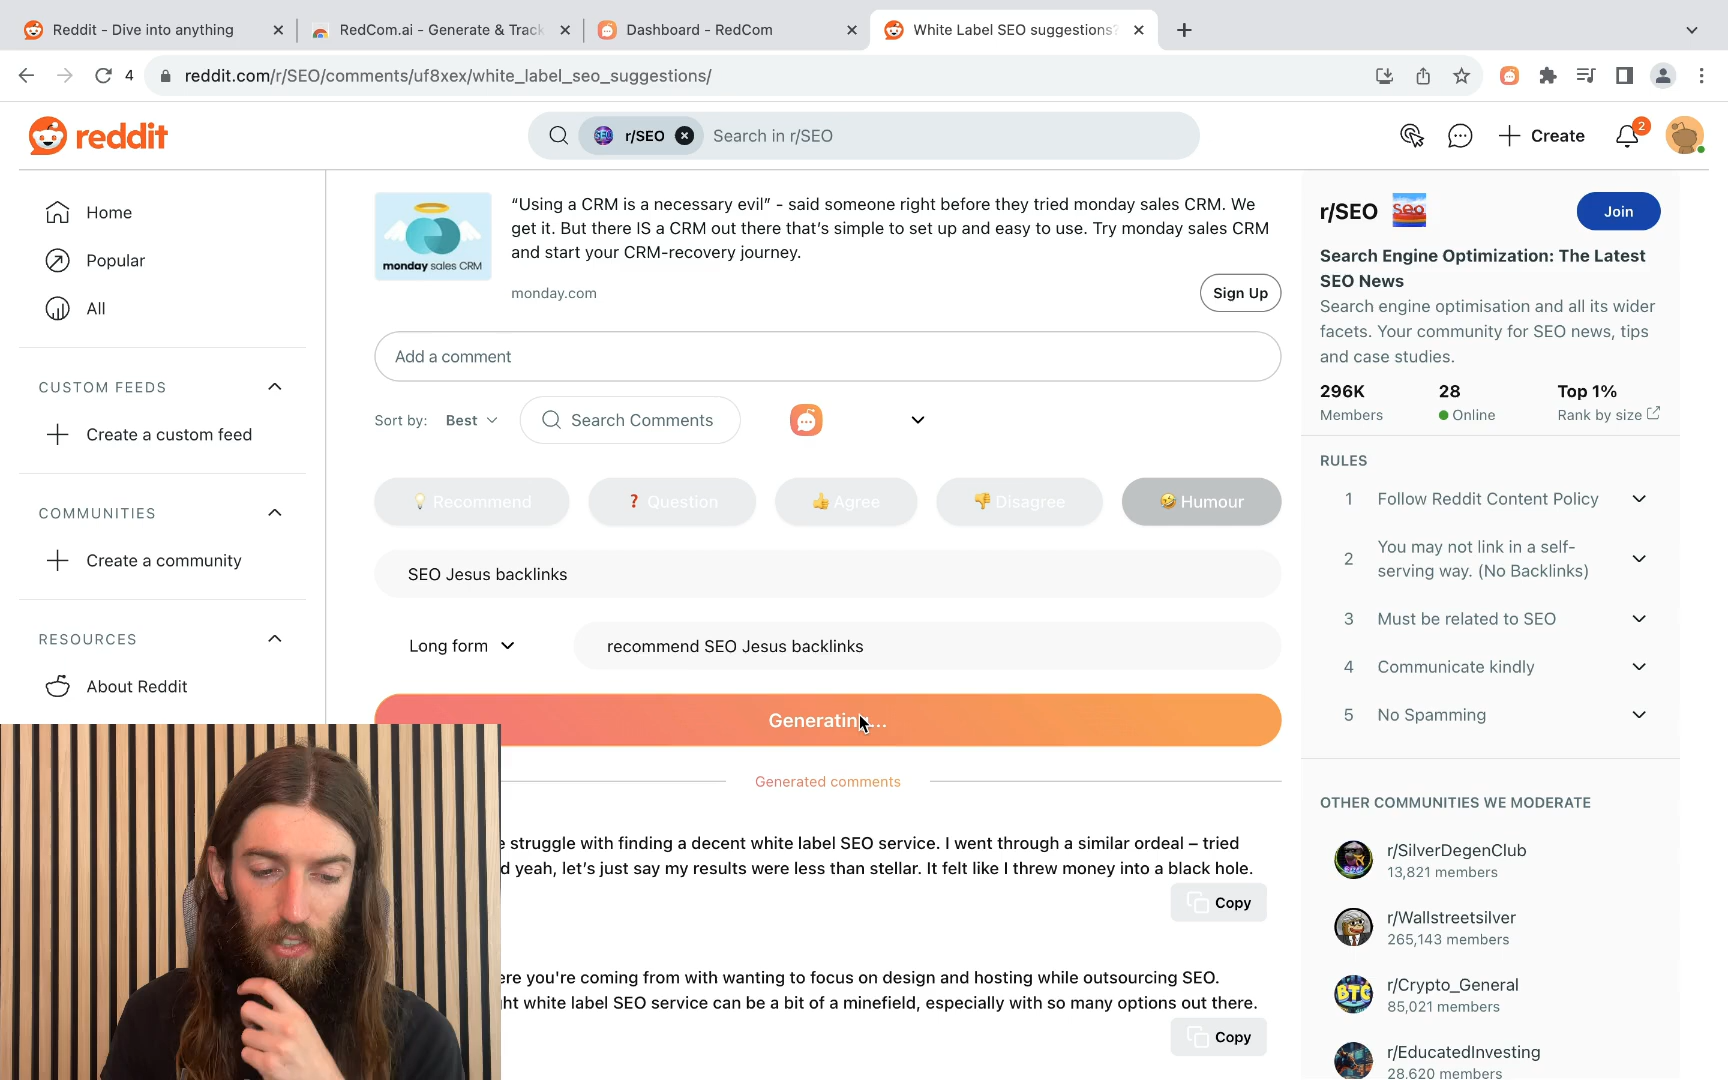 Reddit - Dive into anything
RedCom.ai - Generate & Track
Dashboard - RedCom
White Label SEO suggestions?
4
reddit.com/r/SEO/comments/uf8xex/white_label_seo_suggestions/
reddit
r/SEO
Search in r/SEO
Create
2
Home
Popular
All
CUSTOM FEEDS
Create a custom feed
COMMUNITIES
Create a community
RESOURCES
About Reddit
monday sales CRM
“Using a CRM is a necessary evil” - said someone right before they tried monday sales CRM. We
get it. But there IS a CRM out there that’s simple to set up and easy to use. Try monday sales CRM
and start your CRM-recovery journey.
monday.com
Sign Up
Add a comment
Sort by: Best
Search Comments
Recommend
Question
Agree
Disagree
Humour
SEO Jesus backlinks
Long form
recommend SEO Jesus backlinks
Generating...
Generated comments
struggle with finding a decent white label SEO service. I went through a similar ordeal – tried
yeah, let’s just say my results were less than stellar. It felt like I threw money into a black hole.
Copy
you're coming from with wanting to focus on design and hosting while outsourcing SEO.
white label SEO service can be a bit of a minefield, especially with so many options out there.
Copy
r/SEO
Seo
Join
Search Engine Optimization: The Latest
SEO News
Search engine optimisation and all its wider
facets. Your community for SEO news, tips
and case studies.
296K
Members
28
Online
Top 1%
Rank by size
RULES
1 Follow Reddit Content Policy
2 You may not link in a self-
serving way. (No Backlinks)
3 Must be related to SEO
4 Communicate kindly
5 No Spamming
OTHER COMMUNITIES WE MODERATE
r/SilverDegenClub
13,821 members
r/Wallstreetsilver
265,143 members
BTC
r/Crypto_General
85,021 members
r/EducatedInvesting
28,620 members